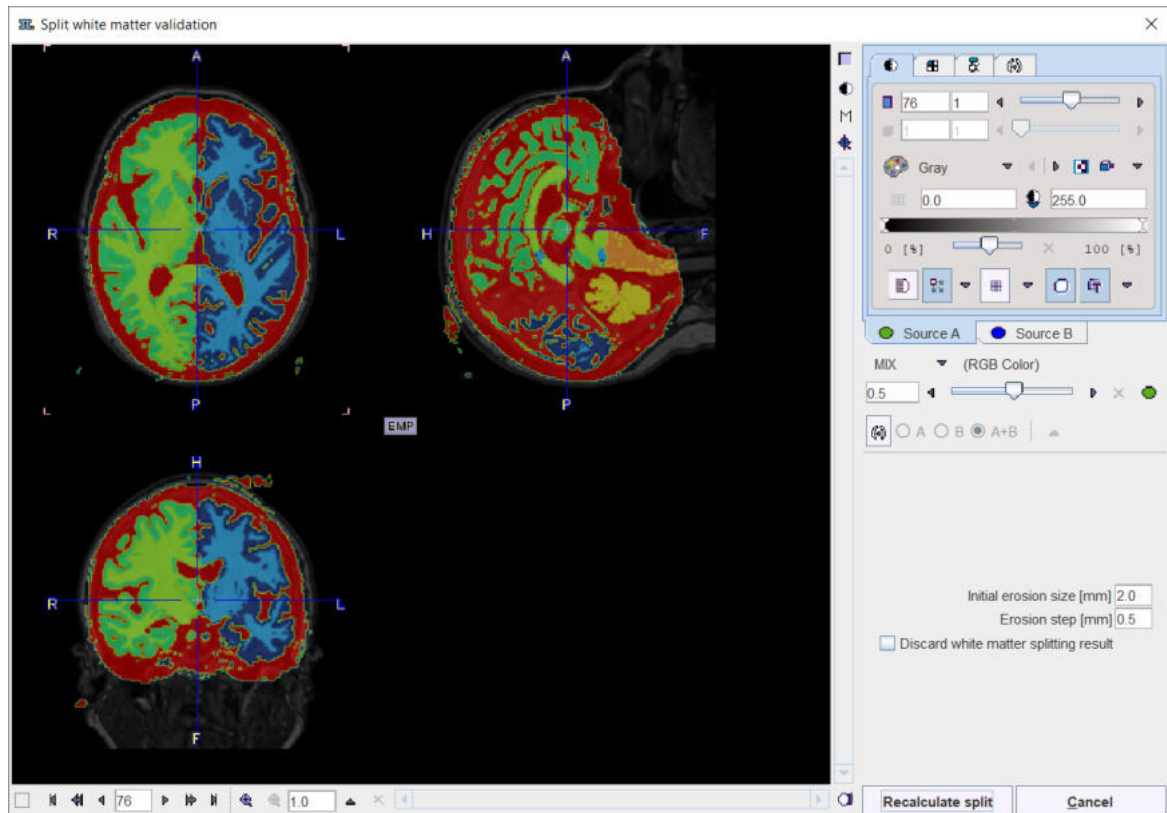 Split white matter validation
A
R
L
P
A
H
F
P
EMP
H
R
L
F
M
76 1
1 1
Gray
0.0 255.0
0 [%] 100 [%]
Source A Source B
MIX (RGB Color)
0.5
A B A+B
Initial erosion size [mm] 2.0
Erosion step [mm] 0.5
Discard white matter splitting result
76 1.0
Recalculate split Cancel